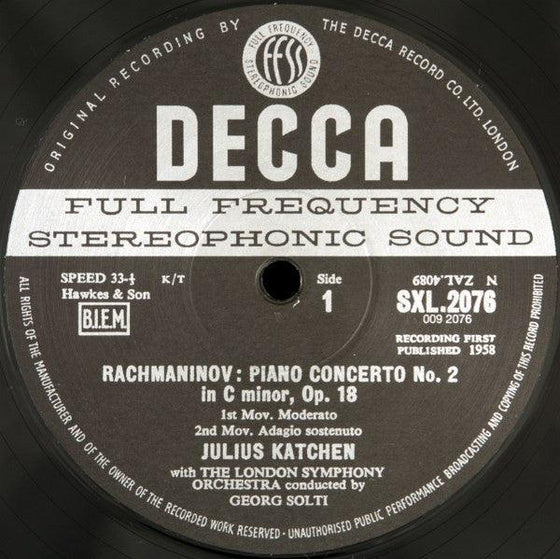 ORIGINAL RECORDING BY
THE DECCA RECORD CO. LTD. LONDON
FULL FREQUENCY
FFSS
STEREOPHONIC SOUND
DECCA
FULL FREQUENCY
STEREOPHONIC SOUND
SPEED 33-⅓ K/T
Hawkes & Son
B.I.E.M.
Side
1
N ZAL.4089
SXL.2076
009 2076
RECORDING FIRST
PUBLISHED 1958
RACHMANINOV: PIANO CONCERTO No. 2
in C minor, Op. 18
1st Mov. Moderato
2nd Mov. Adagio sostenuto
JULIUS KATCHEN
with THE LONDON SYMPHONY
ORCHESTRA conducted by
GEORG SOLTI
ALL RIGHTS OF THE MANUFACTURER AND OF THE OWNER OF THE RECORDED WORK RESERVED · UNAUTHORISED PUBLIC PERFORMANCE BROADCASTING AND COPYING OF THIS RECORD PROHIBITED